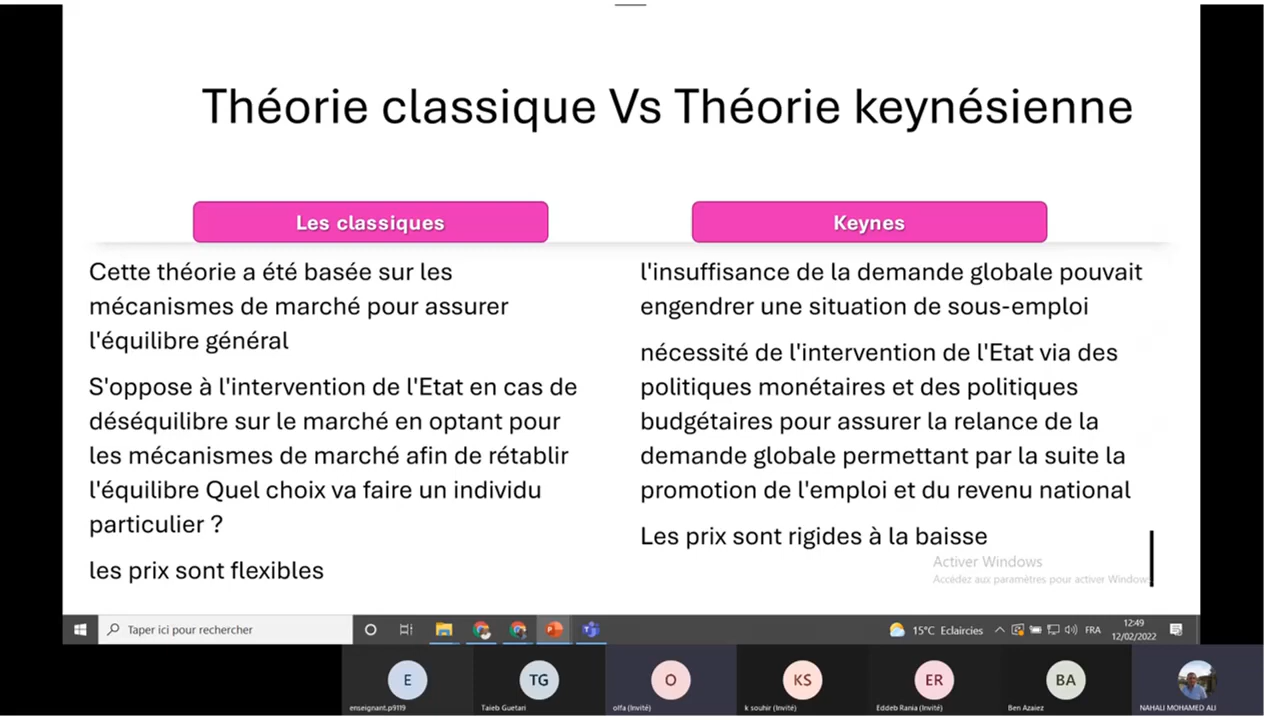 Théorie classique Vs Théorie keynésienne
Les classiques
Cette théorie a été basée sur les
mécanismes de marché pour assurer
l'équilibre général
S'oppose à l'intervention de l'Etat en cas de
déséquilibre sur le marché en optant pour
les mécanismes de marché afin de rétablir
l'équilibre Quel choix va faire un individu
particulier ?
les prix sont flexibles
Keynes
l'insuffisance de la demande globale pouvait
engendrer une situation de sous-emploi
nécessité de l'intervention de l'Etat via des
politiques monétaires et des politiques
budgétaires pour assurer la relance de la
demande globale permettant par la suite la
promotion de l'emploi et du revenu national
Les prix sont rigides à la baisse
Activer Windows
Accédez aux paramètres pour activer Windows
Taper ici pour rechercher
15°C Eclaircies
FRA
12:49
12/02/2022
E
enseignant.p9119
TG
Taieb Guetari
O
olfa (Invité)
KS
k souhir (Invité)
ER
Eddeb Rania (Invité)
BA
Ben Azaiez
NAHALI MOHAMED ALI